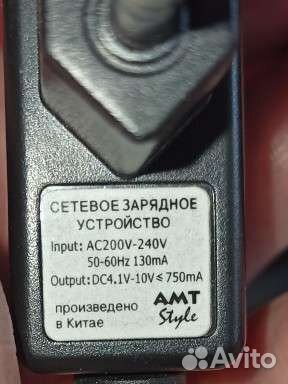 СЕТЕВОЕ ЗАРЯДНОЕ
УСТРОЙСТВО
Input: AC200V-240V
50-60Hz 130mA
Output:DC4.1V-10V≤750mA
произведено
в Китае
AMT
Style
Avito